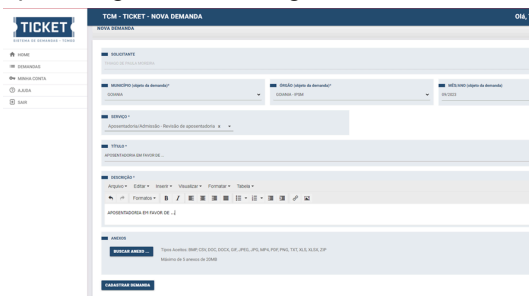 TCM - TICKET - NOVA DEMANDA
Olá,
TICKET
SISTEMA DE DEMANDAS - TCMGO
NOVA DEMANDA
HOME
DEMANDAS
MINHA CONTA
AJUDA
SAIR
SOLICITANTE
MUNICÍPIO (objeto da demanda)*
GOIANIA
ÓRGÃO (objeto da demanda)*
GOIANIA - IPSM
MÊS/ANO (objeto da demanda)
09/2023
SERVIÇO *
Aposentadoria/Admissão - Revisão de aposentadoria x
TÍTULO *
APOSENTADORIA EM FAVOR DE ...
DESCRIÇÃO *
Arquivo Editar Inserir Visualizar Formatar Tabela
Formatos B I
APOSENTADORIA EM FAVOR DE ...
ANEXOS
BUSCAR ANEXO ...
Tipos Aceitos: BMP, CSV, DOC, DOCX, GIF, JPEG, JPG, MP4, PDF, PNG, TXT, XLS, XLSX, ZIP
Máximo de 5 anexos de 20MB
CADASTRAR DEMANDA